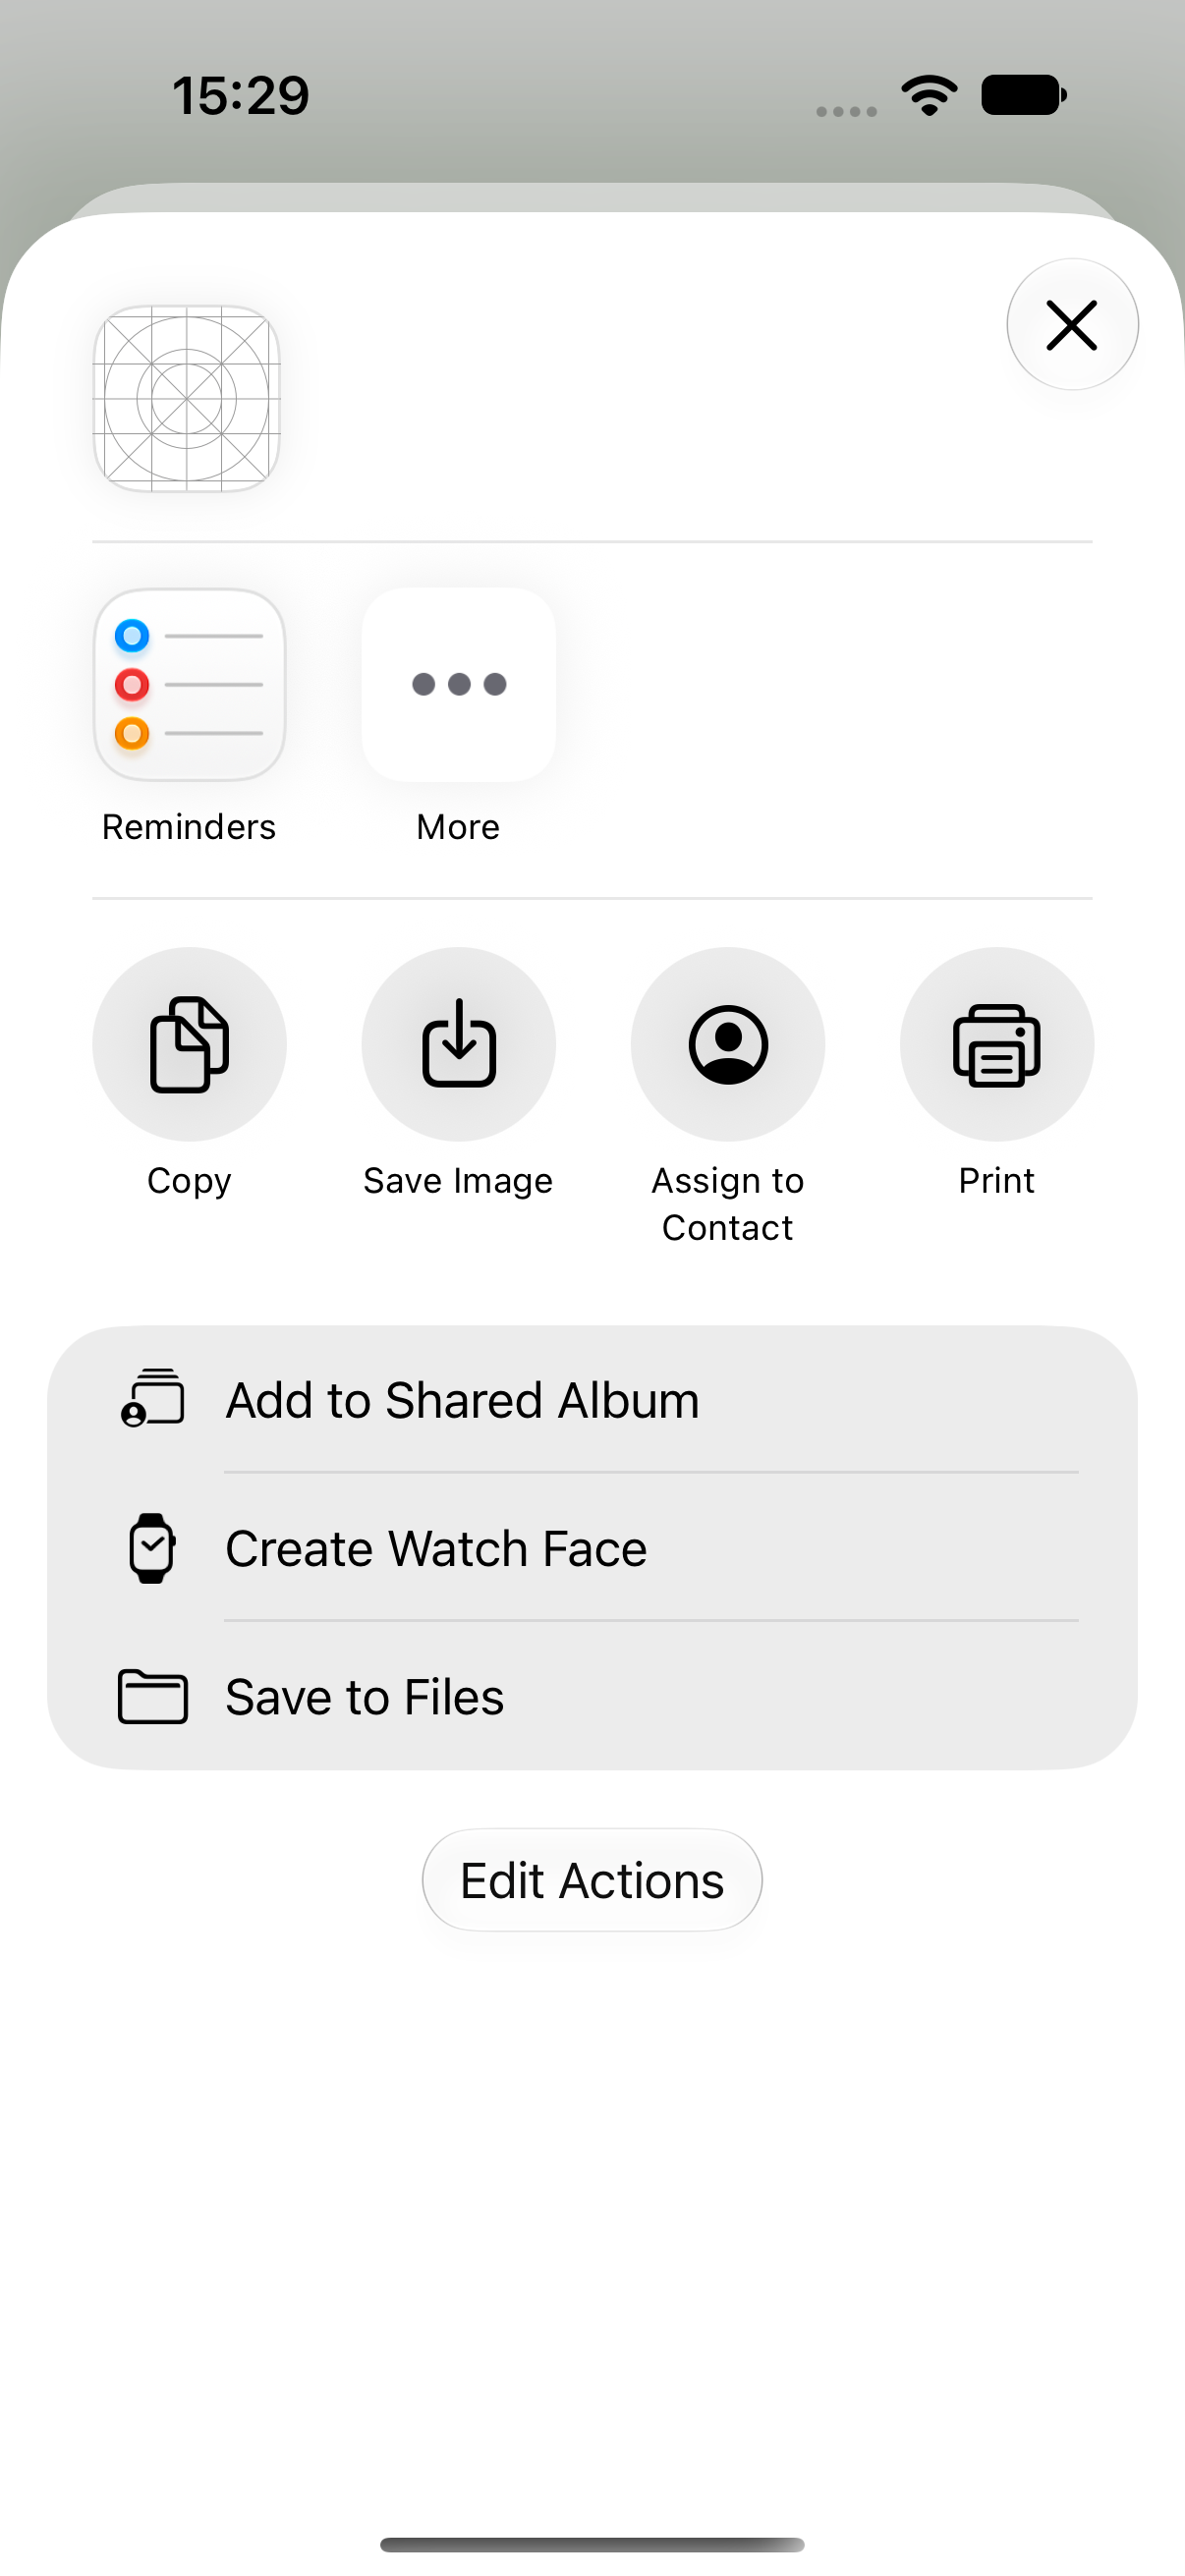 15:29
Reminders
More
Copy
Save Image
Assign to
Contact
Print
Add to Shared Album
Create Watch Face
Save to Files
Edit Actions